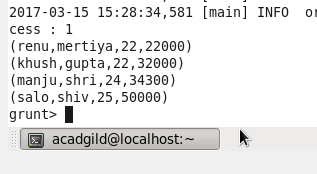 2017-03-15 15:28:34,581 [main] INFO or
cess : 1
(renu,mertiya,22,22000)
(khush,gupta,22,32000)
(manju,shri,24,34300)
(salo,shiv,25,50000)
grunt>
acadgild@localhost:~